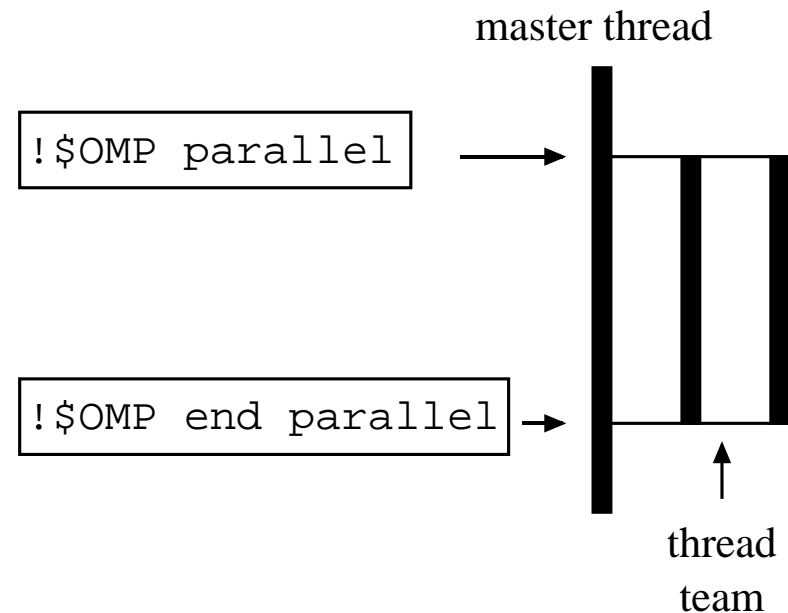 master thread
!$OMP parallel
!$OMP end parallel
thread
team